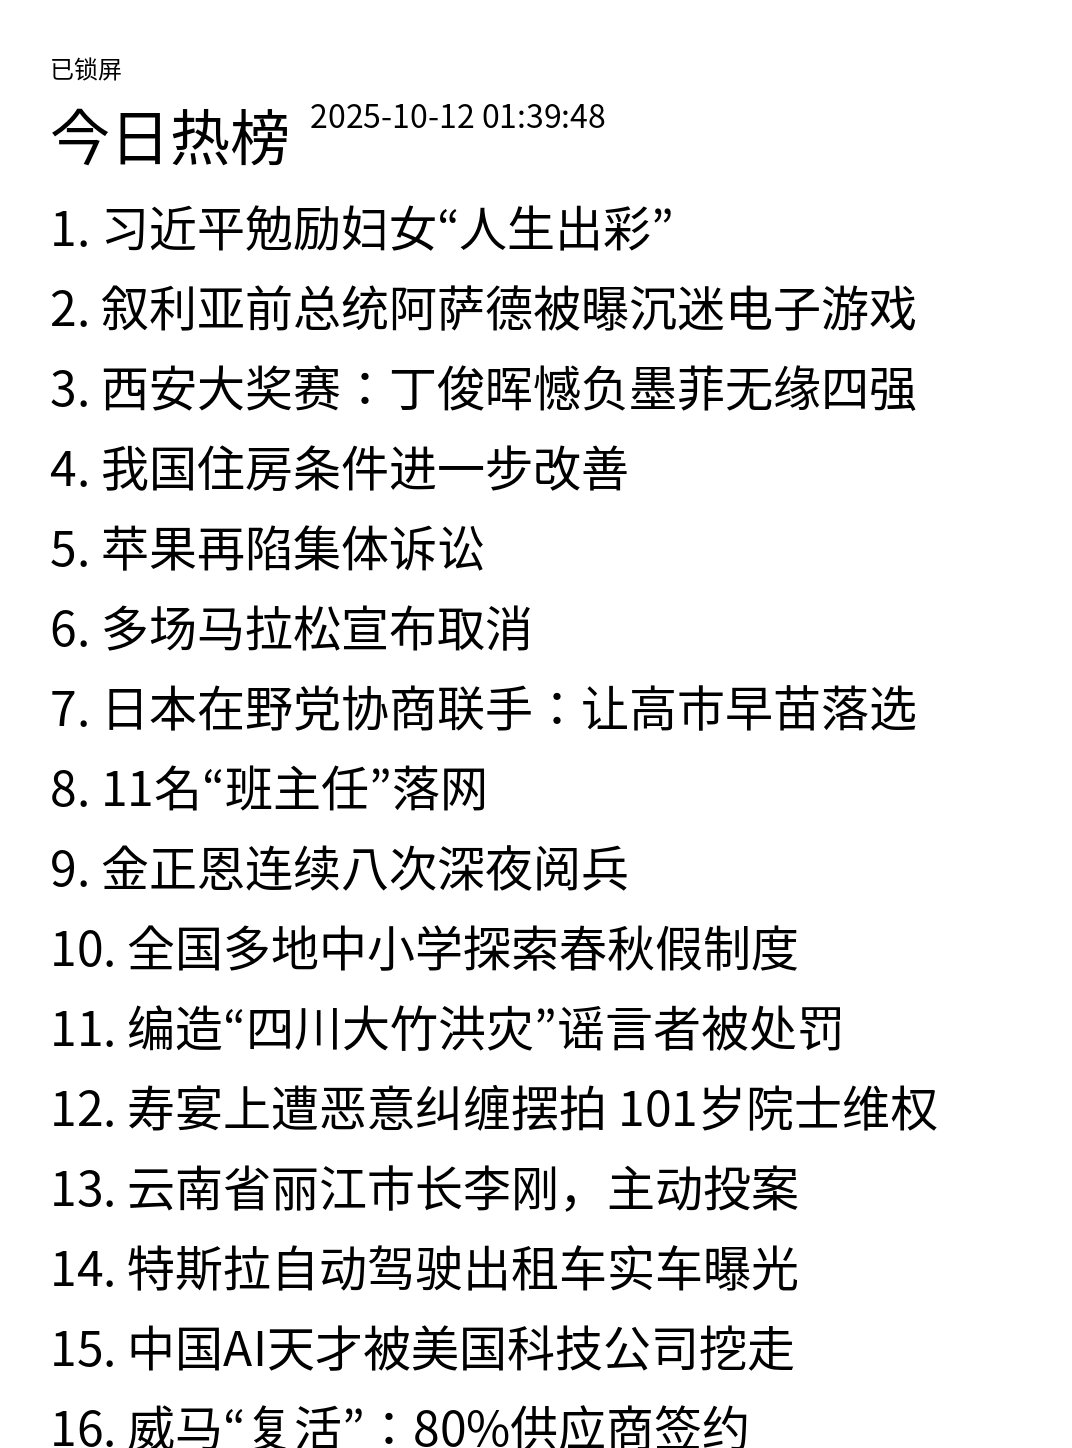 已锁屏
今日热榜 2025-10-12 01:39:48
1. 习近平勉励妇女“人生出彩”
2. 叙利亚前总统阿萨德被曝沉迷电子游戏
3. 西安大奖赛：丁俊晖憾负墨菲无缘四强
4. 我国住房条件进一步改善
5. 苹果再陷集体诉讼
6. 多场马拉松宣布取消
7. 日本在野党协商联手：让高市早苗落选
8. 11名“班主任”落网
9. 金正恩连续八次深夜阅兵
10. 全国多地中小学探索春秋假制度
11. 编造“四川大竹洪灾”谣言者被处罚
12. 寿宴上遭恶意纠缠摆拍 101岁院士维权
13. 云南省丽江市长李刚，主动投案
14. 特斯拉自动驾驶出租车实车曝光
15. 中国AI天才被美国科技公司挖走
16. 威马“复活”：80%供应商签约